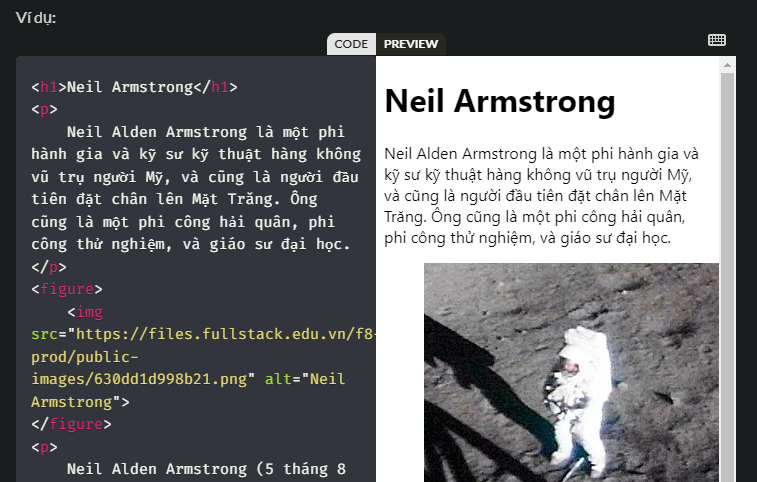 Ví dụ:
CODE PREVIEW
<h1>Neil Armstrong</h1>
<p>
Neil Alden Armstrong là một phi
hành gia và kỹ sư kỹ thuật hàng không
vũ trụ người Mỹ, và cũng là người đầu
tiên đặt chân lên Mặt Trăng. Ông
cũng là một phi công hải quân, phi
công thử nghiệm, và giáo sư đại học.
</p>
<figure>
<img
src="https://files.fullstack.edu.vn/f8-
prod/public-
images/630dd1d998b21.png" alt="Neil
Armstrong">
</figure>
<p>
Neil Alden Armstrong (5 tháng 8
Neil Armstrong
Neil Alden Armstrong là một phi hành gia và
kỹ sư kỹ thuật hàng không vũ trụ người Mỹ,
và cũng là người đầu tiên đặt chân lên Mặt
Trăng. Ông cũng là một phi công hải quân,
phi công thử nghiệm, và giáo sư đại học.